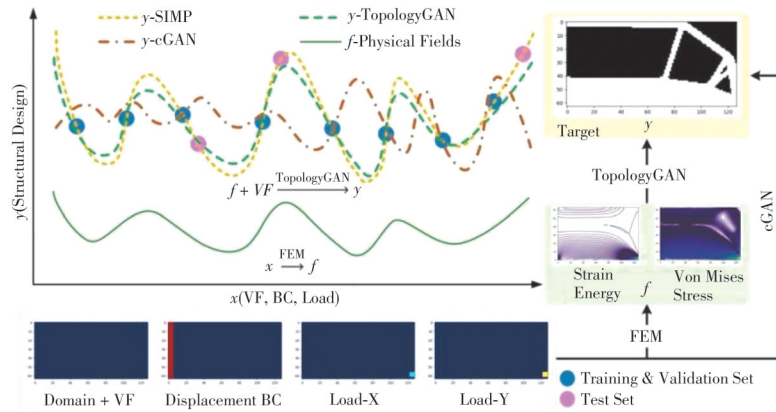 y-SIMP
y-TopologyGAN
y-cGAN
f-Physical Fields
y(Structural Design)
TopologyGAN
f + VF → y
FEM
x → f
x(VF, BC, Load)
Target
y
TopologyGAN
cGAN
Strain
Energy
f
Von Mises
Stress
FEM
Domain + VF
Displacement BC
Load-X
Load-Y
Training & Validation Set
Test Set